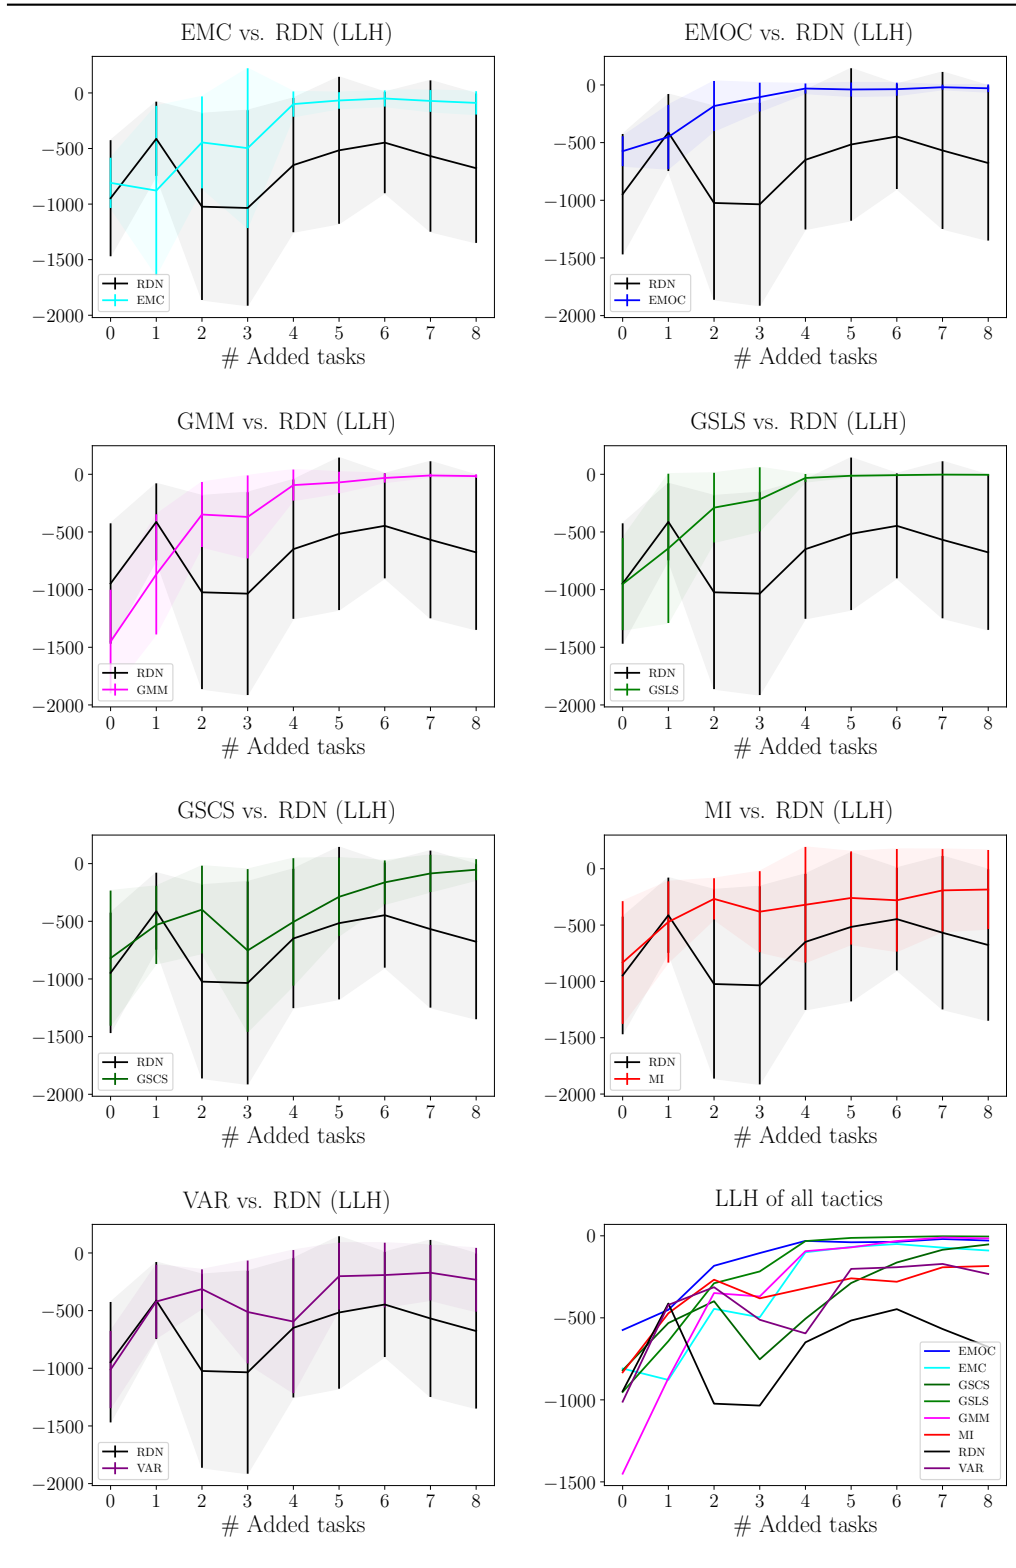 EMC vs. RDN (LLH)
0
−500
−1000
−1500
−2000
RDN
EMC
0 1 2 3 4 5 6 7 8
# Added tasks
EMOC vs. RDN (LLH)
0
−500
−1000
−1500
−2000
RDN
EMOC
0 1 2 3 4 5 6 7 8
# Added tasks
GMM vs. RDN (LLH)
0
−500
−1000
−1500
−2000
RDN
GMM
0 1 2 3 4 5 6 7 8
# Added tasks
GSLS vs. RDN (LLH)
0
−500
−1000
−1500
−2000
RDN
GSLS
0 1 2 3 4 5 6 7 8
# Added tasks
GSCS vs. RDN (LLH)
0
−500
−1000
−1500
−2000
RDN
GSCS
0 1 2 3 4 5 6 7 8
# Added tasks
MI vs. RDN (LLH)
0
−500
−1000
−1500
−2000
RDN
MI
0 1 2 3 4 5 6 7 8
# Added tasks
VAR vs. RDN (LLH)
0
−500
−1000
−1500
−2000
RDN
VAR
0 1 2 3 4 5 6 7 8
# Added tasks
LLH of all tactics
0
−500
−1000
−1500
EMOC
EMC
GSCS
GSLS
GMM
MI
RDN
VAR
0 1 2 3 4 5 6 7 8
# Added tasks